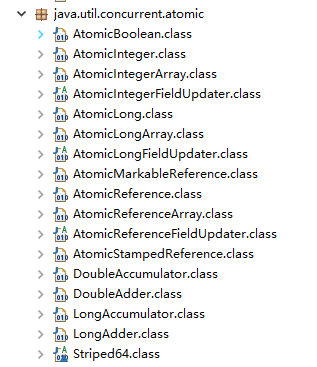 java.util.concurrent.atomic
AtomicBoolean.class
AtomicInteger.class
AtomicIntegerArray.class
AtomicIntegerFieldUpdater.class
AtomicLong.class
AtomicLongArray.class
AtomicLongFieldUpdater.class
AtomicMarkableReference.class
AtomicReference.class
AtomicReferenceArray.class
AtomicReferenceFieldUpdater.class
AtomicStampedReference.class
DoubleAccumulator.class
DoubleAdder.class
LongAccumulator.class
LongAdder.class
Striped64.class